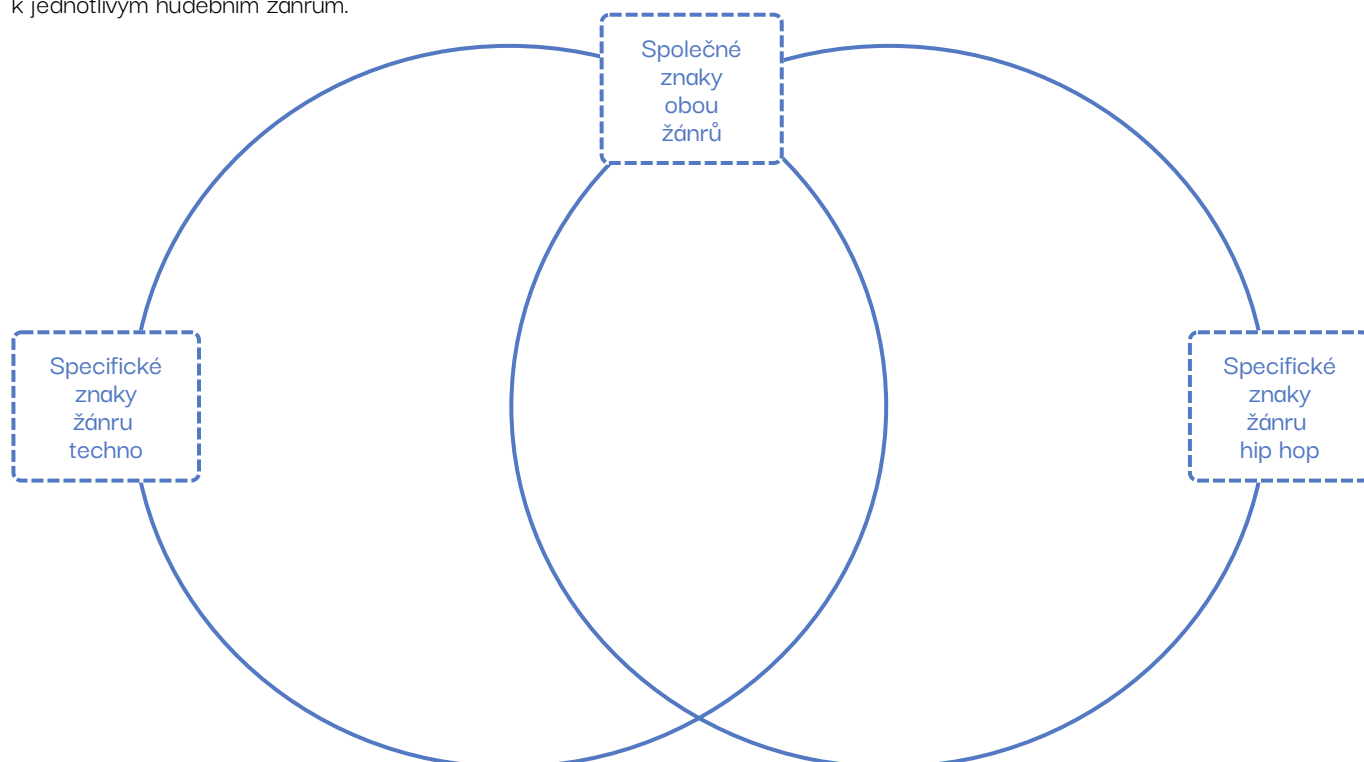 k jednotlivým hudebním žánrům.
Společné
znaky
obou
žánrů
Specifické
znaky
žánru
techno
Specifické
znaky
žánru
hip hop